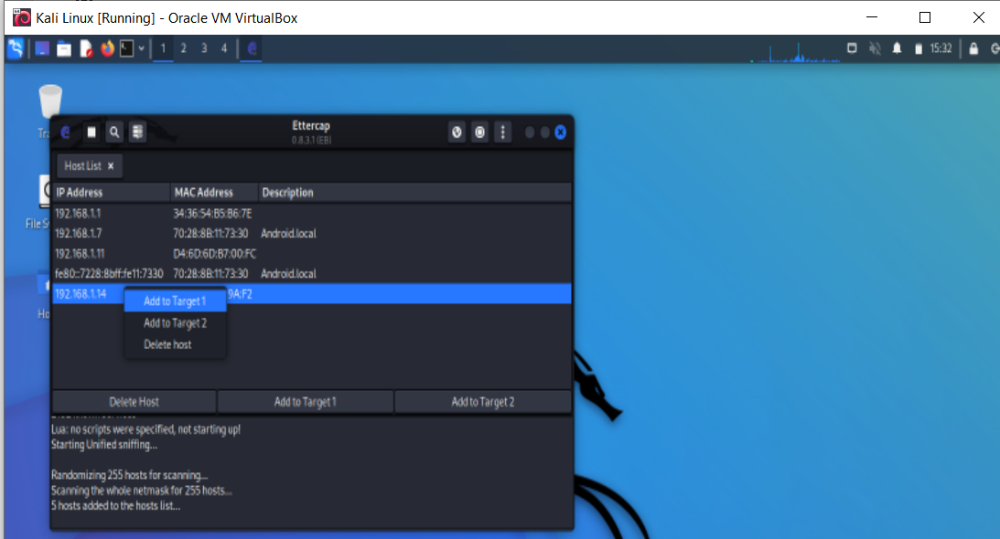 Kali Linux [Running] - Oracle VM VirtualBox
1 2 3 4 15:32
Ettercap
0.8.3.1 (EB)
Host List ×
IP Address MAC Address Description
192.168.1.1 34:36:54:B5:B6:7E
192.168.1.7 70:28:8B:11:73:30 Android.local
192.168.1.11 D4:6D:6D:B7:00:FC
fe80::7228:8bff:fe11:7330 70:28:8B:11:73:30 Android.local
192.168.1.14 9A:F2
Add to Target 1
Add to Target 2
Delete host
Delete Host Add to Target 1 Add to Target 2
Lua: no scripts were specified, not starting up!
Starting Unified sniffing...
Randomizing 255 hosts for scanning...
Scanning the whole netmask for 255 hosts...
5 hosts added to the hosts list...
File S